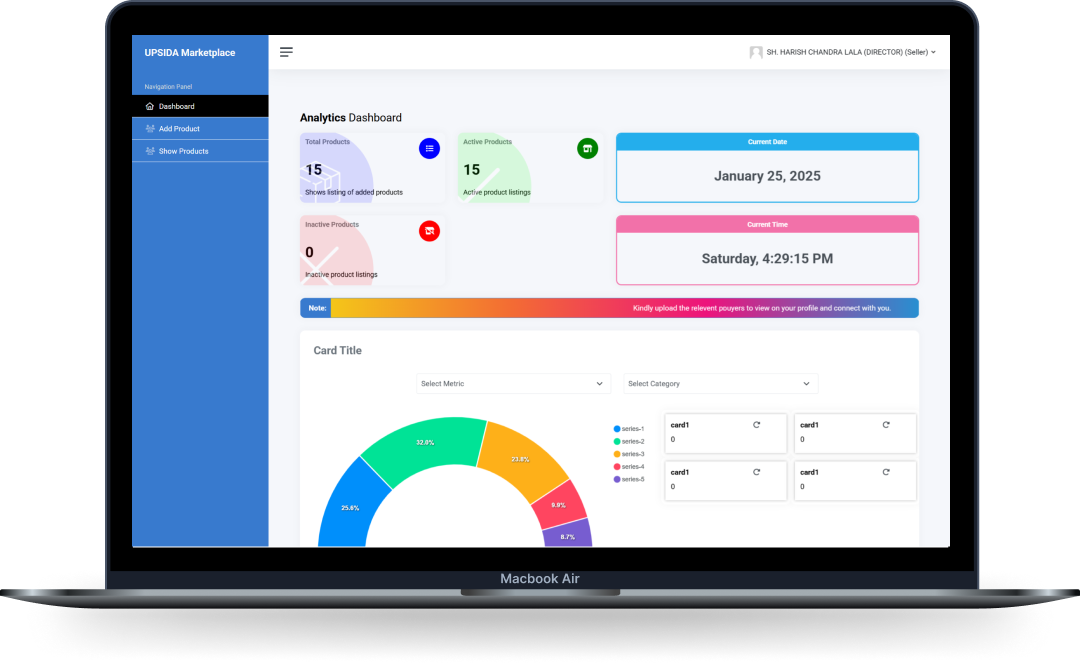 UPSIDA Marketplace
SH. HARISH CHANDRA LALA (DIRECTOR) (Seller)
Navigation Panel
Dashboard
Add Product
Show Products
Analytics Dashboard
Total Products
15
Shows listing of added products
Active Products
15
Active product listings
Current Date
January 25, 2025
Inactive Products
0
Inactive product listings
Current Time
Saturday, 4:29:15 PM
Note:
Kindly upload the relevent pouyers to view on your profile and connect with you.
Card Title
Select Metric
Select Category
32.0%
23.8%
25.6%
9.9%
8.7%
series-1
series-2
series-3
series-4
series-5
card1
0
card1
0
card1
0
card1
0
Macbook Air